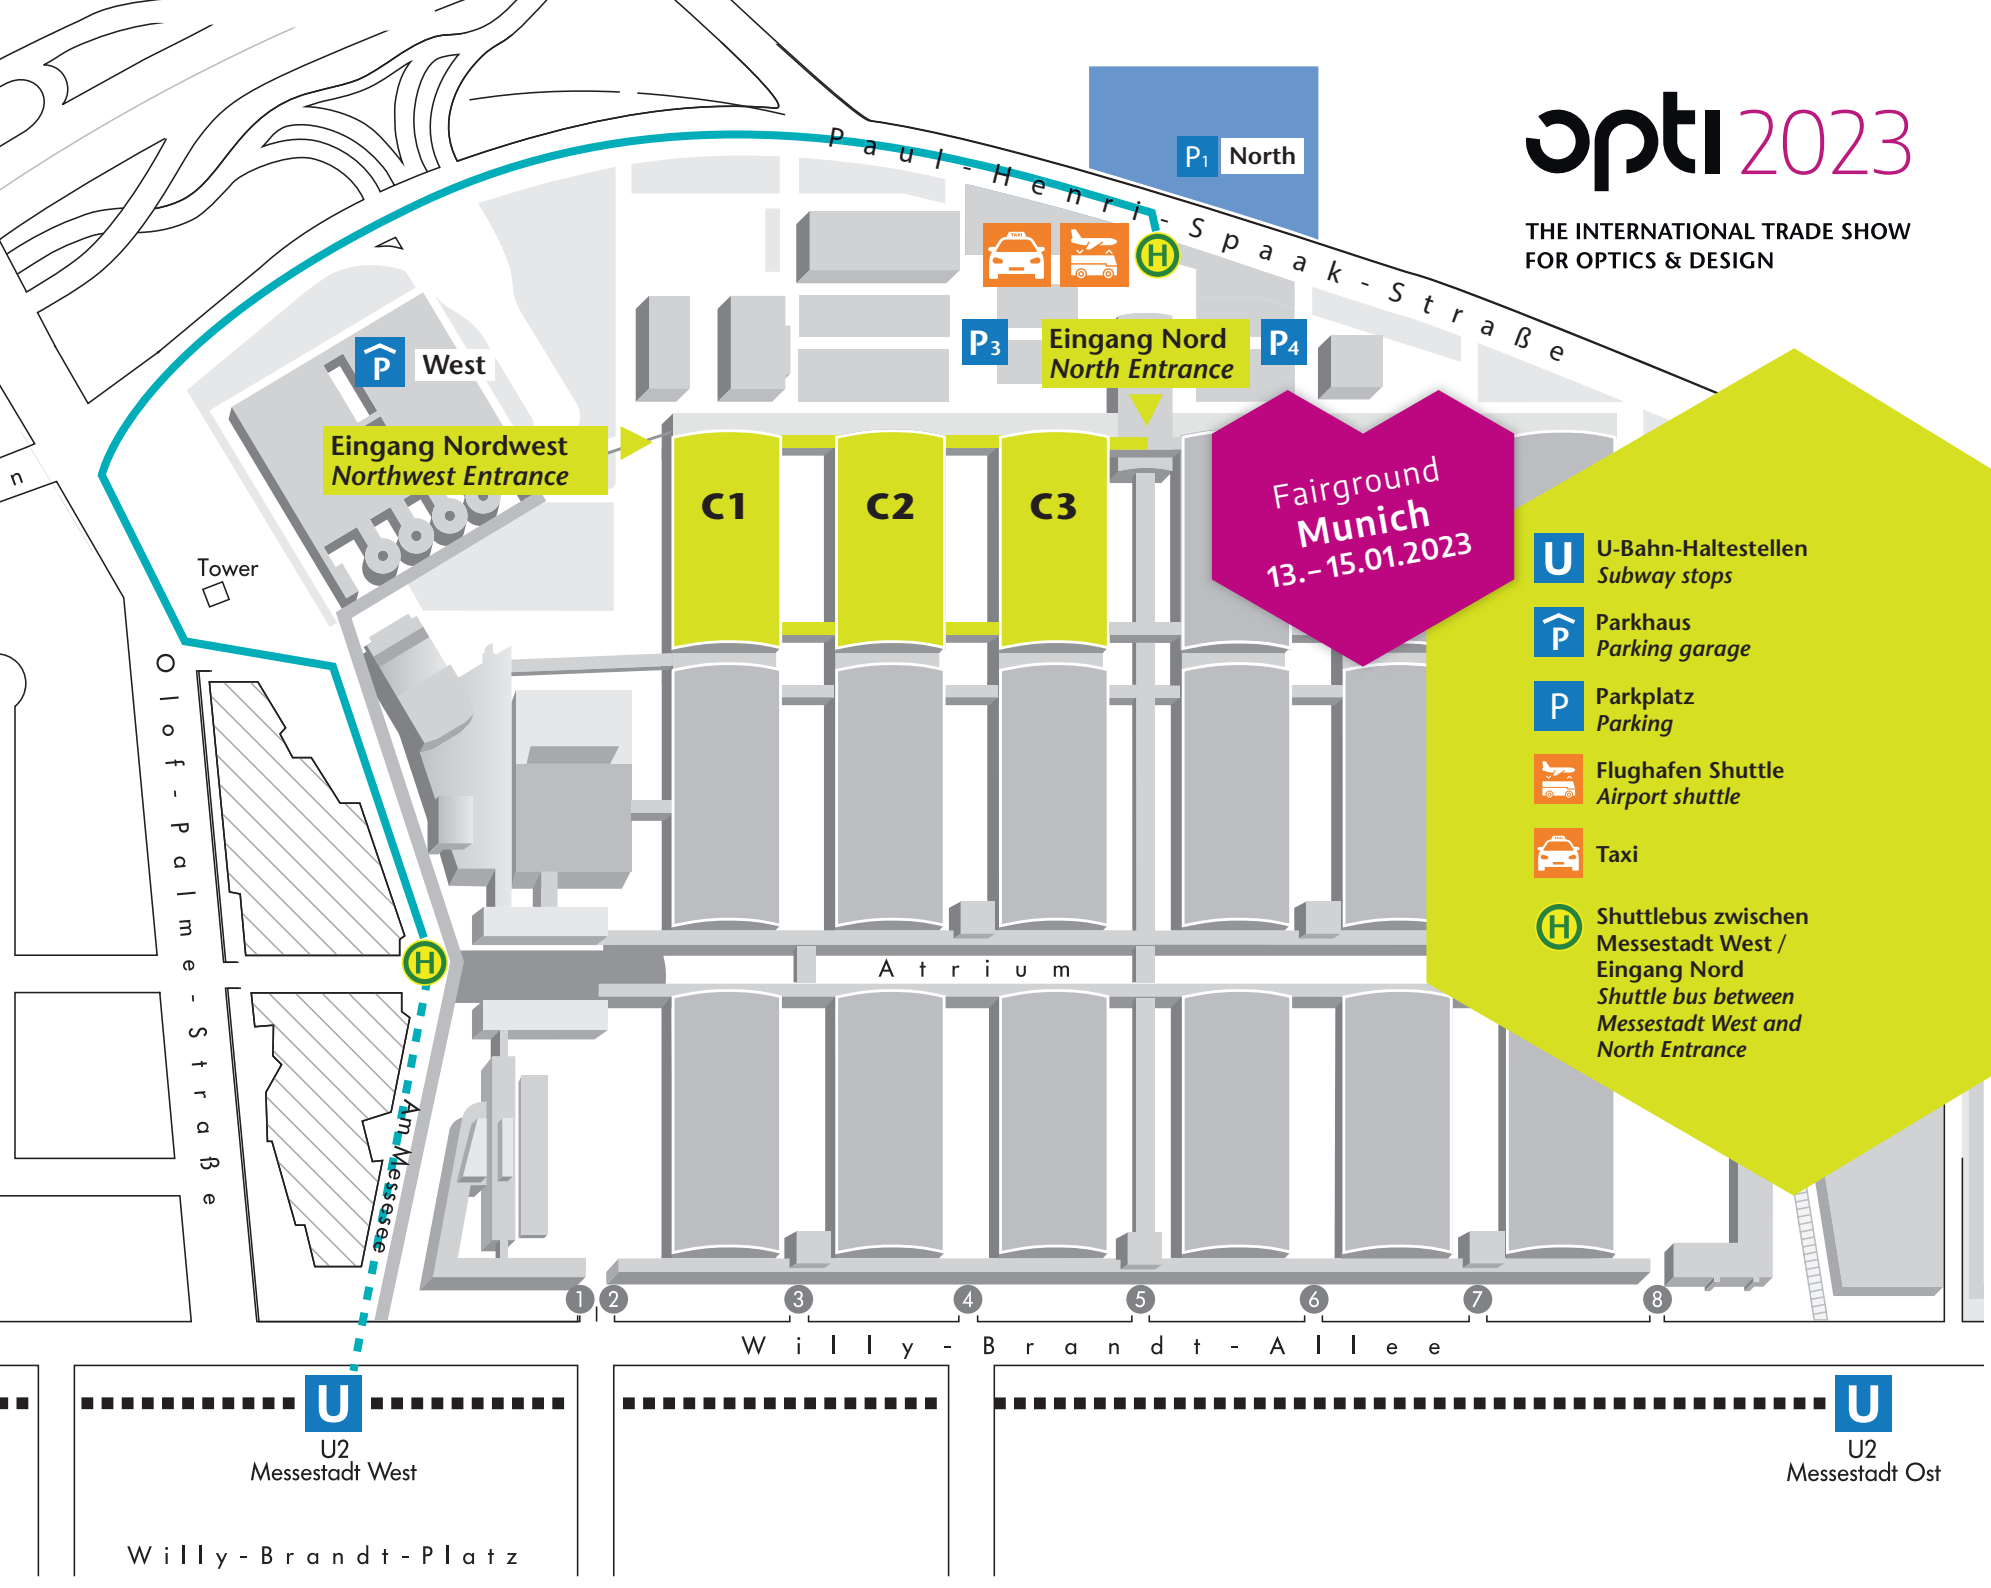 opti 2023
THE INTERNATIONAL TRADE SHOW
FOR OPTICS & DESIGN
Paul-Henri-Spaak-Straße
P1 North
TAXI
H
P3
Eingang Nord
North Entrance
P4
P West
Eingang Nordwest
Northwest Entrance
n
C1
C2
C3
Fairground
Munich
13.–15.01.2023
Tower
Olof-Palme-Straße
U
U-Bahn-Haltestellen
Subway stops
P
Parkhaus
Parking garage
P
Parkplatz
Parking
Flughafen Shuttle
Airport shuttle
TAXI
Taxi
H
Shuttlebus zwischen
Messestadt West /
Eingang Nord
Shuttle bus between
Messestadt West and
North Entrance
H
Atrium
Am Messesee
1 2 3 4 5 6 7 8
Willy-Brandt-Allee
U
U2
Messestadt West
U
U2
Messestadt Ost
Willy-Brandt-Platz